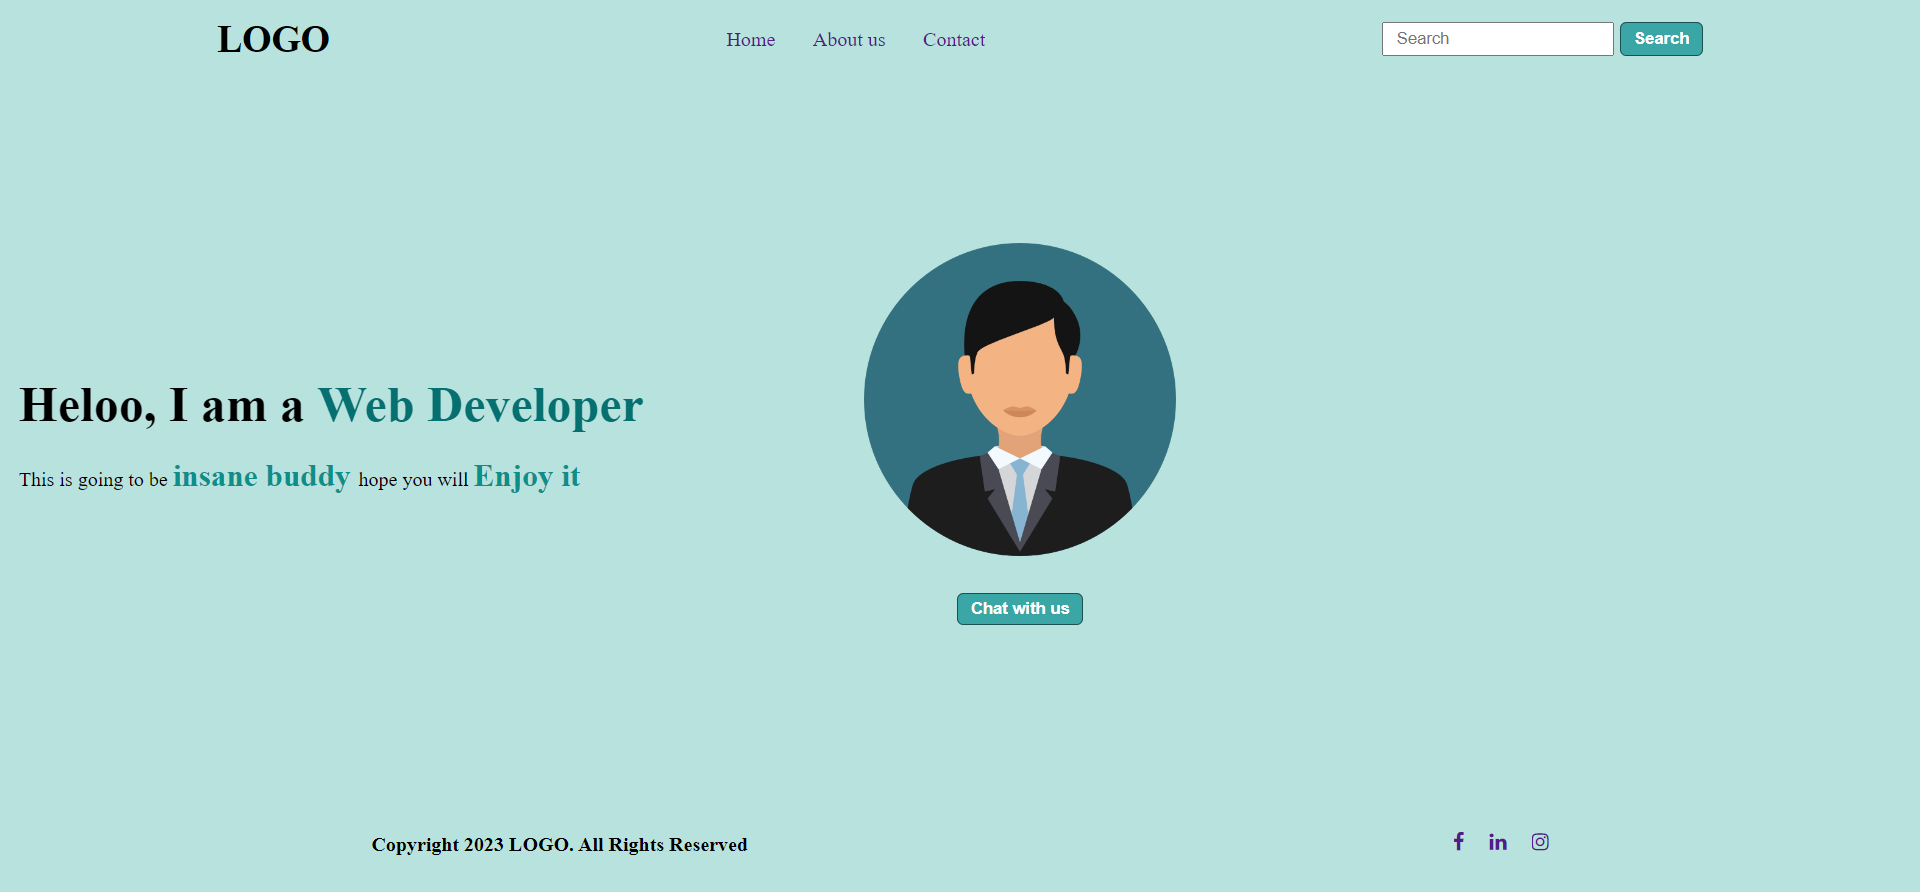 LOGO
Home
About us
Contact
Search
Search
Heloo, I am a Web Developer
This is going to be insane buddy hope you will Enjoy it
Chat with us
Copyright 2023 LOGO. All Rights Reserved